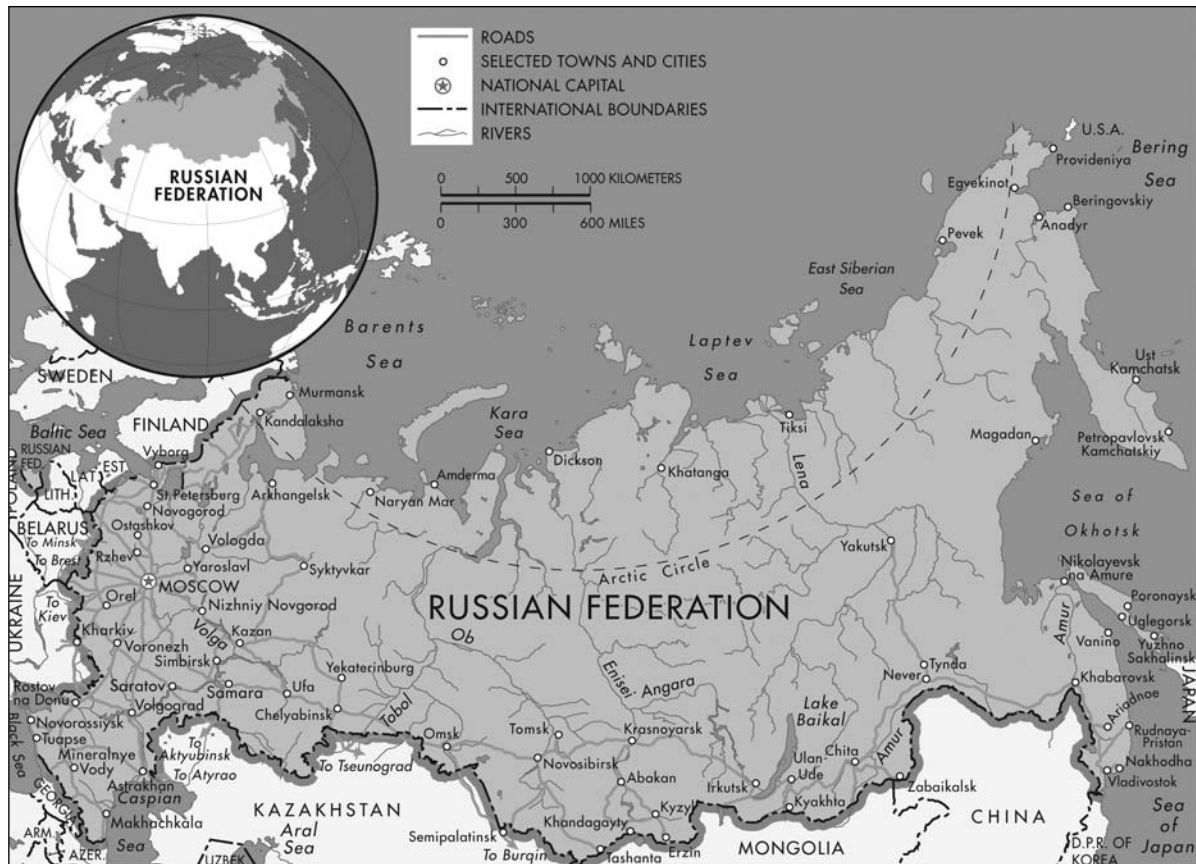 ROADS
SELECTED TOWNS AND CITIES
NATIONAL CAPITAL
INTERNATIONAL BOUNDARIES
RIVERS
RUSSIAN
FEDERATION
0 500 1000 KILOMETERS
0 300 600 MILES
U.S.A.
Bering
Sea
Provideniya
Egyekinot
Beringovskiy
Anadyr
Pevek
East Siberian
Sea
Barents
Sea
Laptev
Sea
SWEDEN
Murmansk
Ust
Kamchatsk
FINLAND
Kandalaksha
Kara
Sea
Baltic Sea
Tiksi
Magadan
Petropavlovsk
Kamchatskiy
RUSSIAN
FED.
Vyborg
Dickson
Khatanga
Lena
POLAND
LAT.
EST
LITH.
Amderma
St.Petersburg
Arkhangelsk
Naryan Mar
Novogorod
Sea of
Okhotsk
BELARUS
Ostashkov
To Minsk
Vologda
Yakutsk
To Brest
Rzhev
Yaroslavl
Syktyvkar
Arctic Circle
Nikolayevsk
na Amure
UKRAINE
MOSCOW
To
Kiev
Orel
Nizhniy Novgorod
RUSSIAN FEDERATION
Poronaysk
Amur
Uglegorsk
Kharkiv
Volga
Kazan
Ob
Vanino
Yuzhno
Sakhalinsk
Voronezh
Simbirsk
Yekaterinburg
Tynda
Enisei
Angara
Never
Khabarovsk
JAPAN
Rostov
na Donu
Saratov
Samara
Ufa
Tobol
Lake
Baikal
Ariadnoe
Black Sea
Novorossiysk
Volgograd
Chelyabinsk
Omsk
Tomsk
Krasnoyarsk
Chita
Amur
Rudnaya-
Pristan
Tuapse
To
Aktyubinsk
Mineralnye
Vody
To Atyrao
To Tseunograd
Novosibirsk
Ulan-
Ude
Nakhodha
Astrakhan
Abakan
Irkutsk
Zabaikalsk
Vladivostok
GEORGIA
Caspian
Sea
KAZAKHSTAN
Kyzyl
Kyakhta
CHINA
Sea
of
Japan
Makhachkala
Aral
Sea
Semipalatinsk
Khandagayty
ARM.
AZER.
UZBEK.
To Burqin
Tashanta
Erzin
MONGOLIA
D.P.R. OF
KOREA